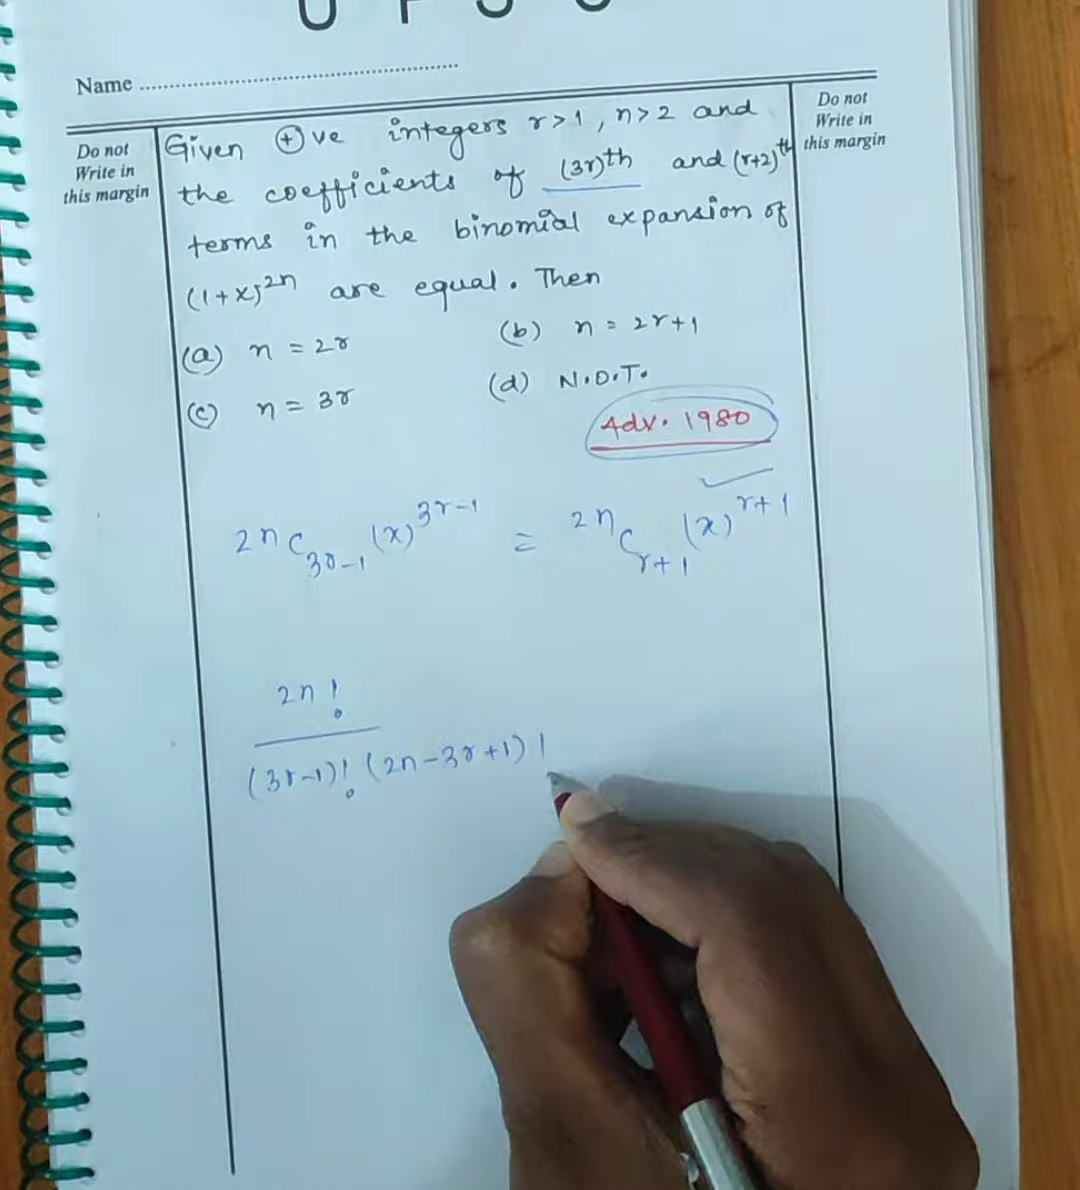 U P S C
Name
Do not
Write in
this margin
Do not
Write in
this margin
Given ⊕ve integers r>1, n>2 and
the coefficients of (3r)th and (r+2)th
terms in the binomial expansion of
(1+x)²ⁿ are equal. Then
(a) n = 2r
(b) n = 2r+1
(c) n = 3r
(d) N.O.T.
Adv. 1980
²ⁿC₃ᵣ₋₁ (x)³ʳ⁻¹ = ²ⁿCᵣ₊₁ (x)ʳ⁺¹
2n!
(3r-1)! (2n-3r+1)!